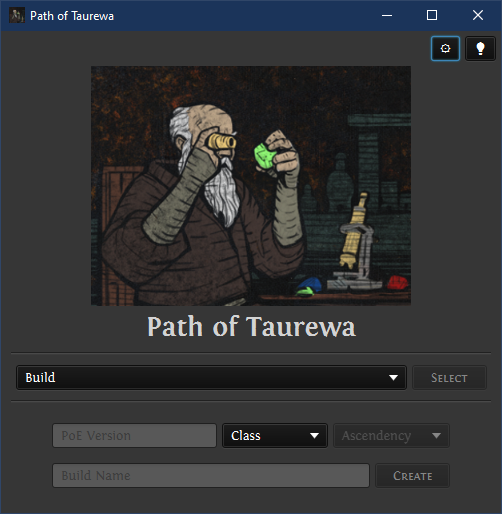 Path of Taurewa
Path of Taurewa
Build Select
PoE Version Class Ascendency
Build Name Create